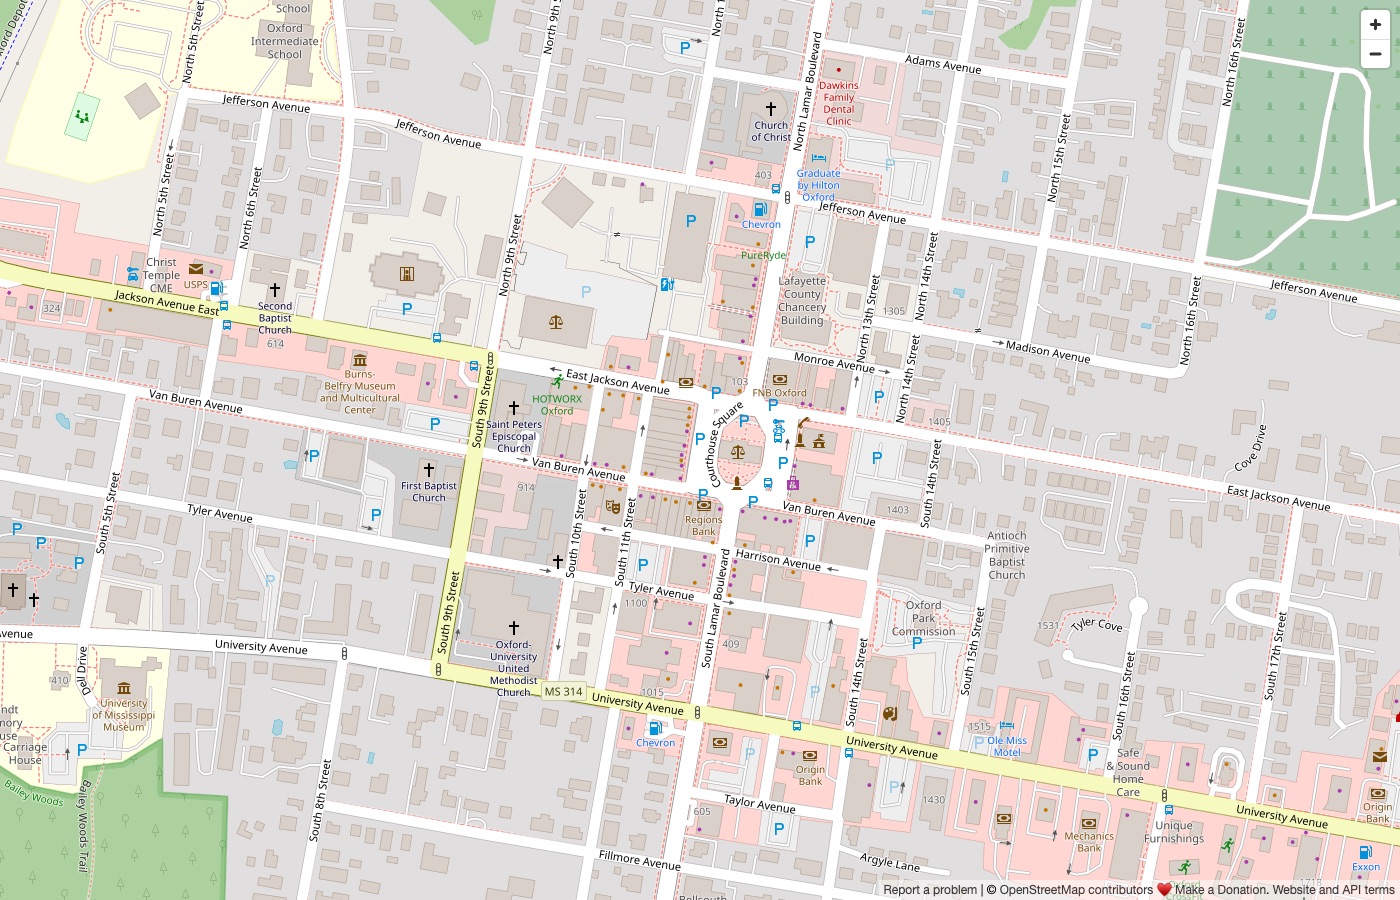 School
Oxford
Intermediate
School
North 5th Street
North 9th S
North 1
North Lamar Boulevard
Adams Avenue
North 16th Street
+
−
Jefferson Avenue
Jefferson Avenue
Dawkins
Family
Dental
Clinic
Church
of Christ
North 5th Street
North 6th Street
North 15th Street
403
Graduate
by Hilton
Oxford
Jefferson Avenue
Chevron
PureRyde
North 9th Street
North 14th Street
Christ
Temple
CME
USPS
Second
Baptist
Church
Jackson Avenue East
324
614
Lafayette
County
Chancery
Building
1305
North 13th Street
Jefferson Avenue
North 16th Street
Madison Avenue
Monroe Avenue
North 14th Street
East Jackson Avenue
103
FNB Oxford
Burns-
Belfry Museum
and Multicultural
Center
HOTWORX
Oxford
Saint Peters
Episcopal
Church
South 9th Street
Van Buren Avenue
Courthouse Square
1405
Cove Drive
Van Buren Avenue
First Baptist
Church
914
East Jackson Avenue
South 5th Street
Tyler Avenue
South 10th Street
South 11th Street
Regions
Bank
Van Buren Avenue
1403
South 14th Street
Antioch
Primitive
Baptist
Church
Harrison Avenue
Tyler Avenue
1100
South Lamar Boulevard
Oxford
Park
Commission
1531
Tyler Cove
South 9th Street
Avenue
University Avenue
Oxford-
University
United
Methodist
Church
409
South 14th Street
South 15th Street
South 16th Street
South 17th Street
410
Dell Drive
University
of Mississippi
Museum
Carriage
House
MS 314
University Avenue
1015
Chevron
University Avenue
1515
Ole Miss
Motel
Safe
& Sound
Home
Care
Origin
Bank
Bailey Woods
Bailey Woods Trail
South 8th Street
Taylor Avenue
605
1430
Mechanics
Bank
Unique
Furnishings
University Avenue
Origin
Bank
Exxon
Fillmore Avenue
Argyle Lane
Report a problem | © OpenStreetMap contributors ❤️ Make a Donation. Website and API terms